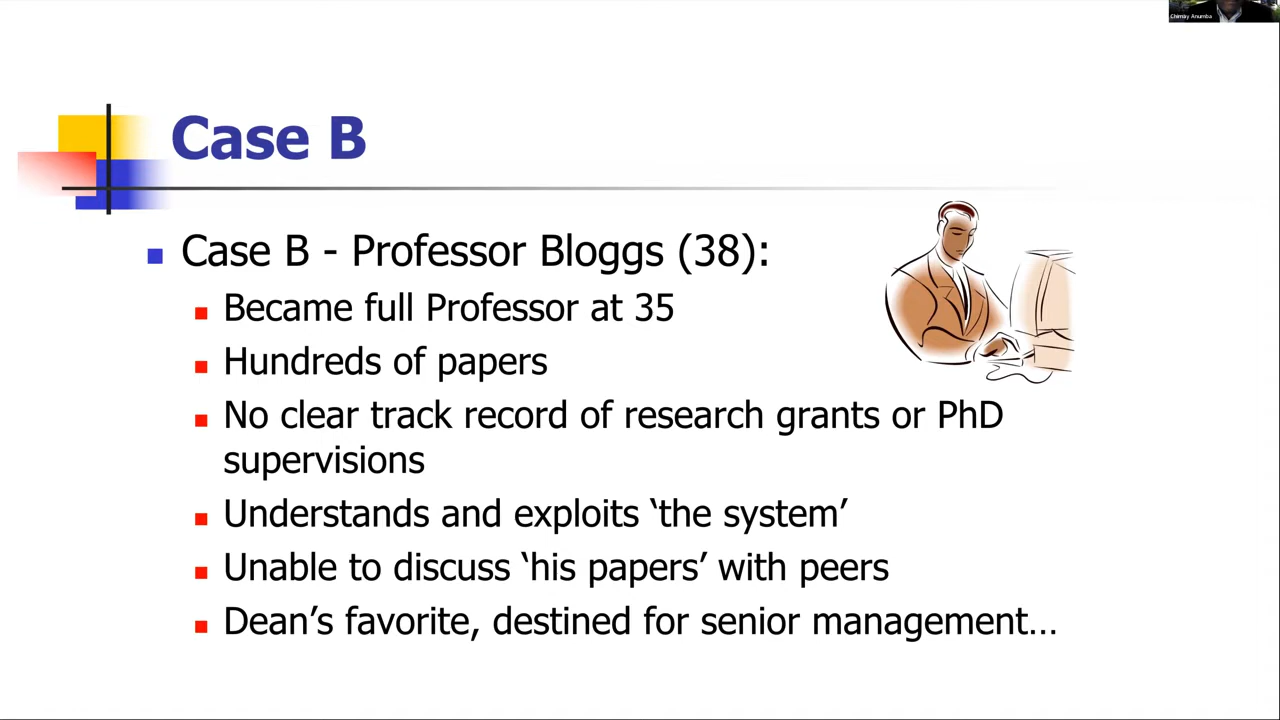 Chimay Anumba
Case B
Case B - Professor Bloggs (38):
Became full Professor at 35
Hundreds of papers
No clear track record of research grants or PhD
supervisions
Understands and exploits ‘the system’
Unable to discuss ‘his papers’ with peers
Dean’s favorite, destined for senior management…